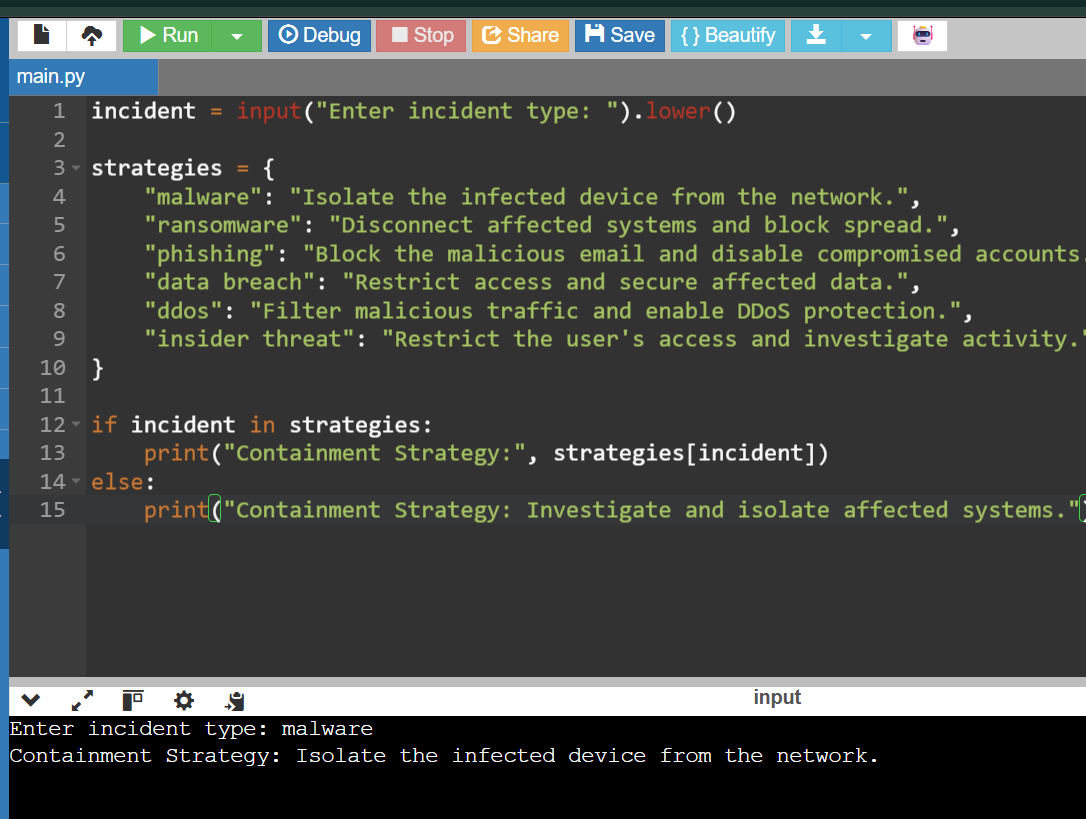 Run Debug Stop Share Save { } Beautify
main.py
1 incident = input("Enter incident type: ").lower()
2
3 strategies = {
4     "malware": "Isolate the infected device from the network.",
5     "ransomware": "Disconnect affected systems and block spread.",
6     "phishing": "Block the malicious email and disable compromised accounts.
7     "data breach": "Restrict access and secure affected data.",
8     "ddos": "Filter malicious traffic and enable DDoS protection.",
9     "insider threat": "Restrict the user's access and investigate activity."
10 }
11
12 if incident in strategies:
13     print("Containment Strategy:", strategies[incident])
14 else:
15     print("Containment Strategy: Investigate and isolate affected systems.")
input
Enter incident type: malware
Containment Strategy: Isolate the infected device from the network.